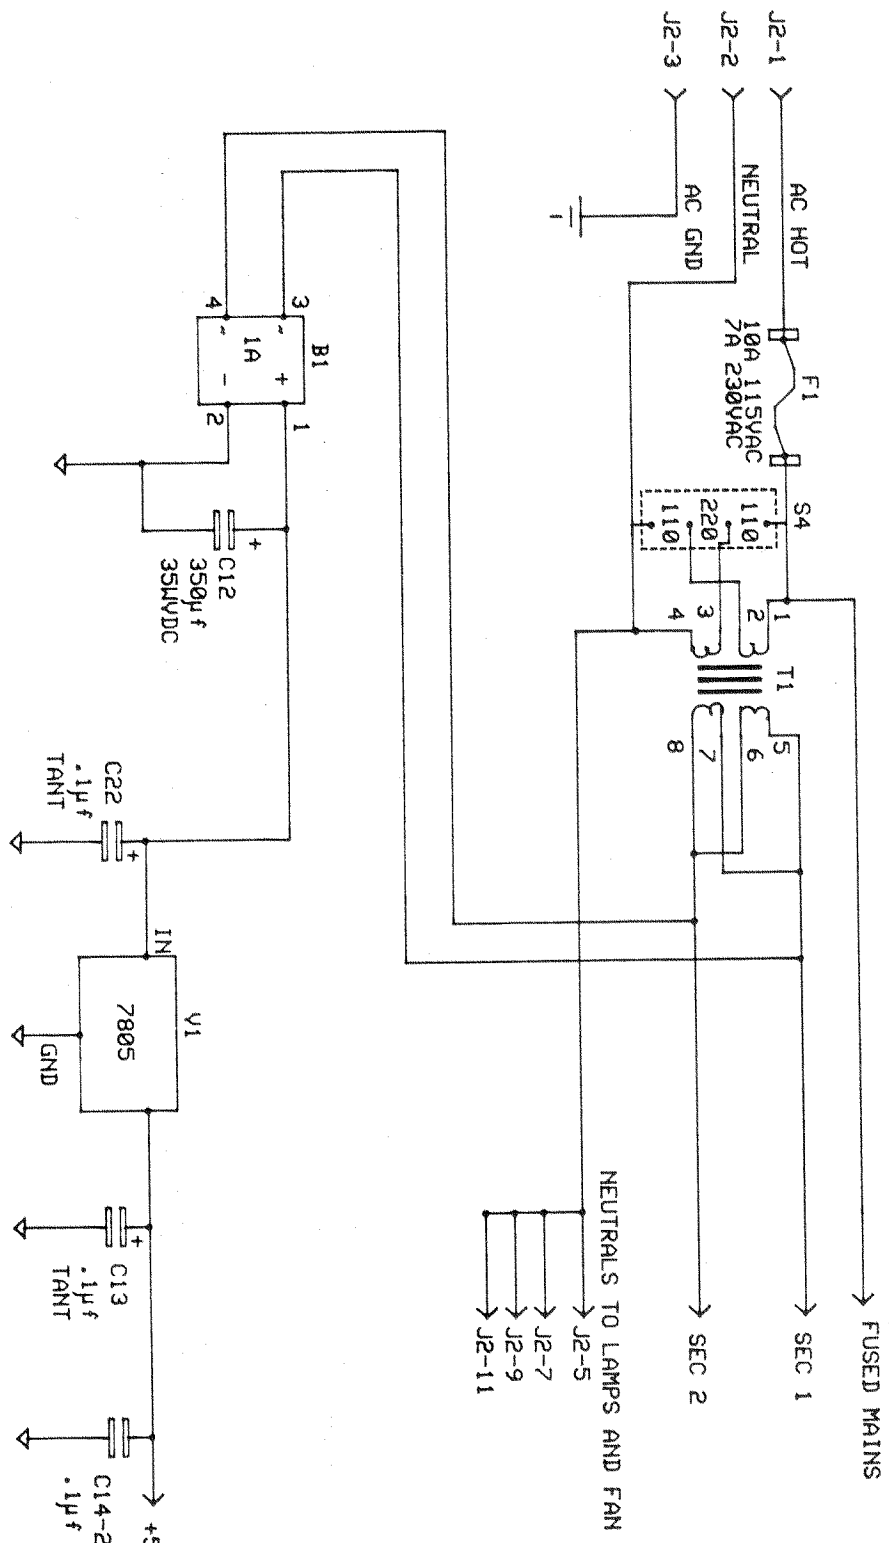 J2-1
J2-2
J2-3
AC HOT
NEUTRAL
AC GND
F1
10A 115VAC
7A 230VAC
S4
110
220
110
1
2
3
4
T1
5
6
7
8
FUSED MAINS
SEC 1
SEC 2
NEUTRALS TO LAMPS AND FAN
J2-5
J2-7
J2-9
J2-11
B1
3
4
~
~
1A
+
-
1
2
+
C12
350µf
35WVDC
+
C22
.1µf
TANT
IN
V1
7805
GND
+
C13
.1µf
TANT
C14-2
.1µf